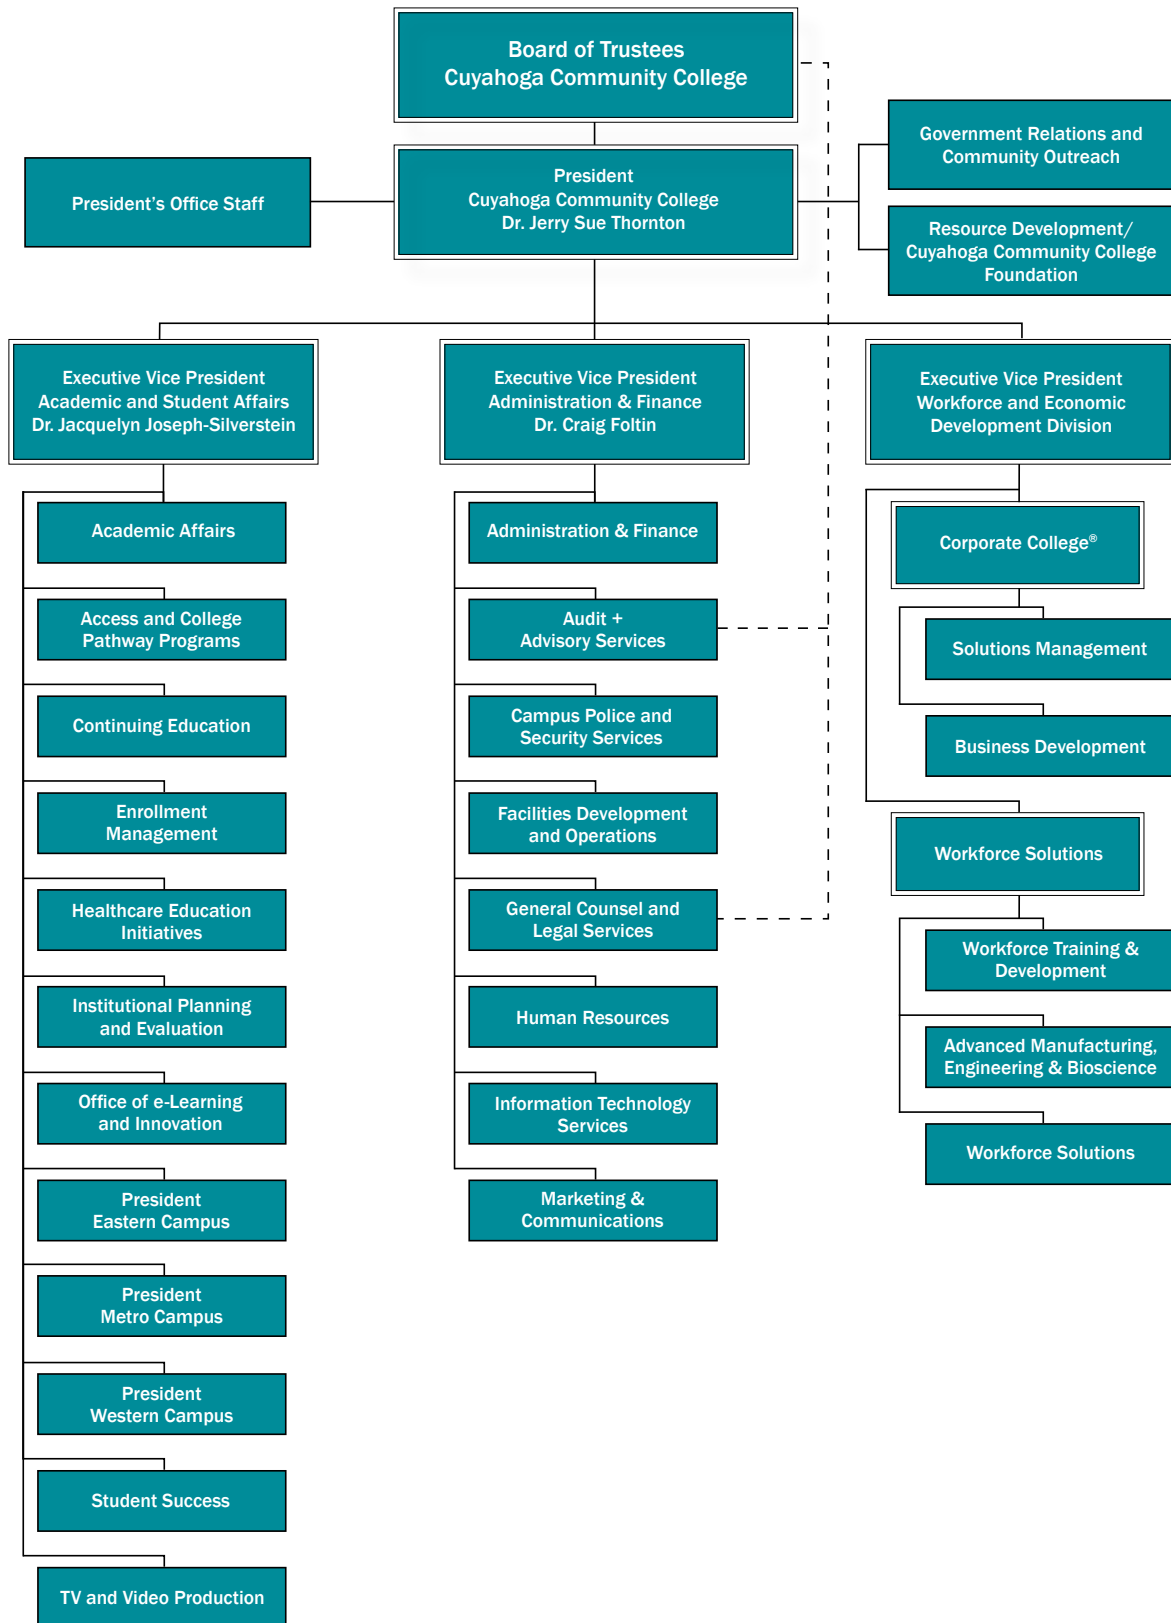 Board of Trustees
Cuyahoga Community College
Government Relations and
Community Outreach
President's Office Staff
President
Cuyahoga Community College
Dr. Jerry Sue Thornton
Resource Development/
Cuyahoga Community College
Foundation
Executive Vice President
Academic and Student Affairs
Dr. Jacquelyn Joseph-Silverstein
Executive Vice President
Administration & Finance
Dr. Craig Foltin
Executive Vice President
Workforce and Economic
Development Division
Academic Affairs
Access and College
Pathway Programs
Continuing Education
Enrollment
Management
Healthcare Education
Initiatives
Institutional Planning
and Evaluation
Office of e-Learning
and Innovation
President
Eastern Campus
President
Metro Campus
President
Western Campus
Student Success
TV and Video Production
Administration & Finance
Audit +
Advisory Services
Campus Police and
Security Services
Facilities Development
and Operations
General Counsel and
Legal Services
Human Resources
Information Technology
Services
Marketing &
Communications
Corporate College®
Solutions Management
Business Development
Workforce Solutions
Workforce Training &
Development
Advanced Manufacturing,
Engineering & Bioscience
Workforce Solutions